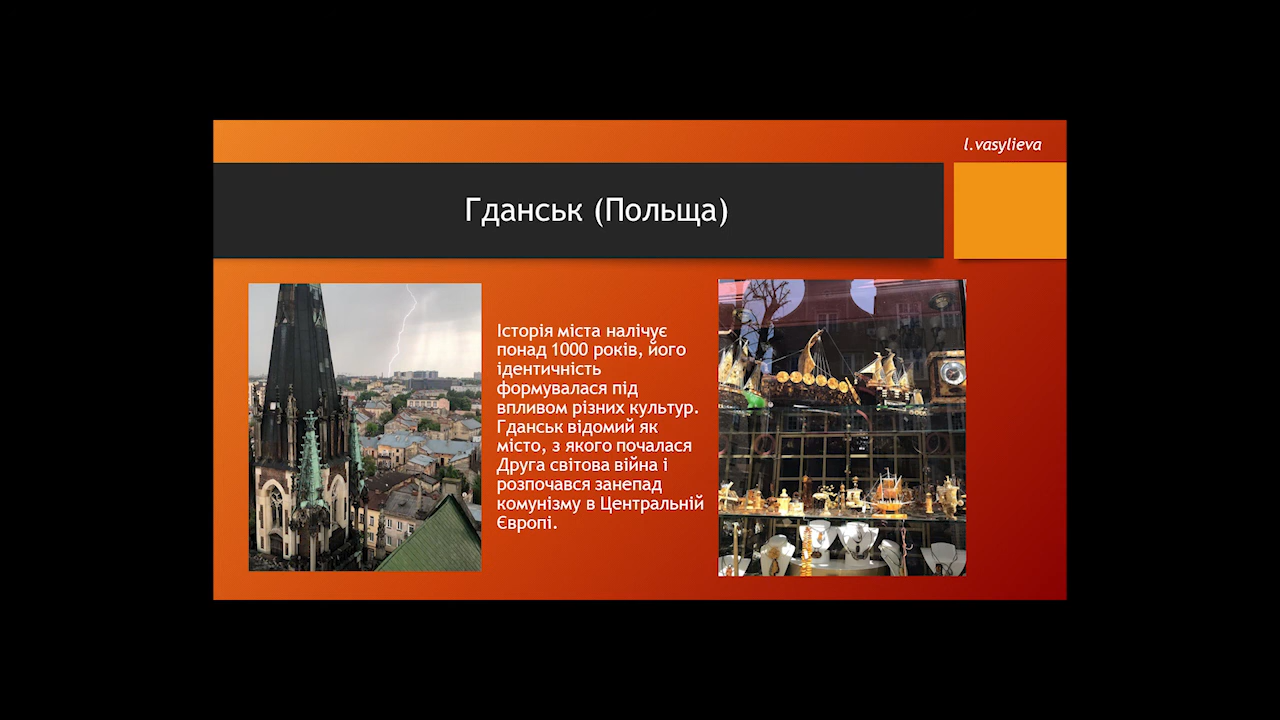 l.vasylieva
Гданськ (Польща)
Історія міста налічує
понад 1000 років, його
ідентичність
формувалася під
впливом різних культур.
Гданськ відомий як
місто, з якого почалася
Друга світова війна і
розпочався занепад
комунізму в Центральній
Європі.